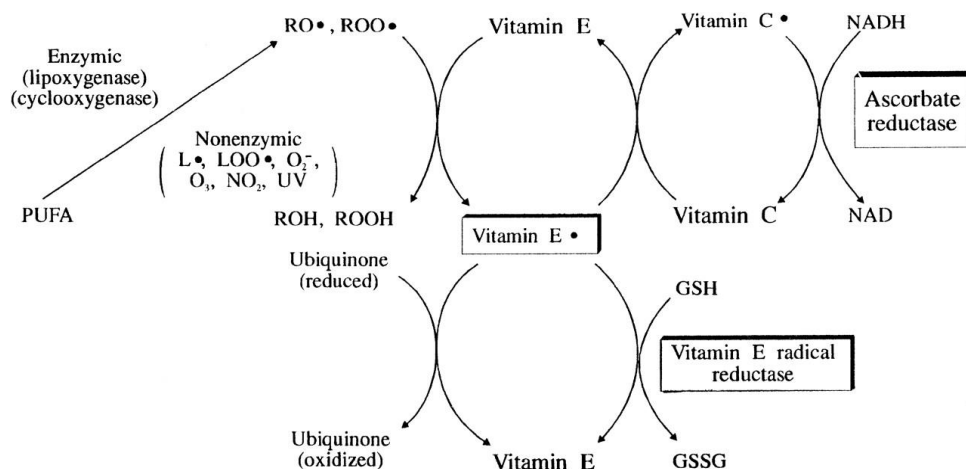 RO•, ROO•
Vitamin E
Vitamin C •
NADH
Enzymic
(lipoxygenase)
(cyclooxygenase)
Ascorbate
reductase
Nonenzymic
( L•, LOO•, O₂⁻, )
O₃, NO₂, UV
PUFA
ROH, ROOH
Vitamin E •
Vitamin C
NAD
Ubiquinone
(reduced)
GSH
Vitamin E radical
reductase
Ubiquinone
(oxidized)
Vitamin E
GSSG